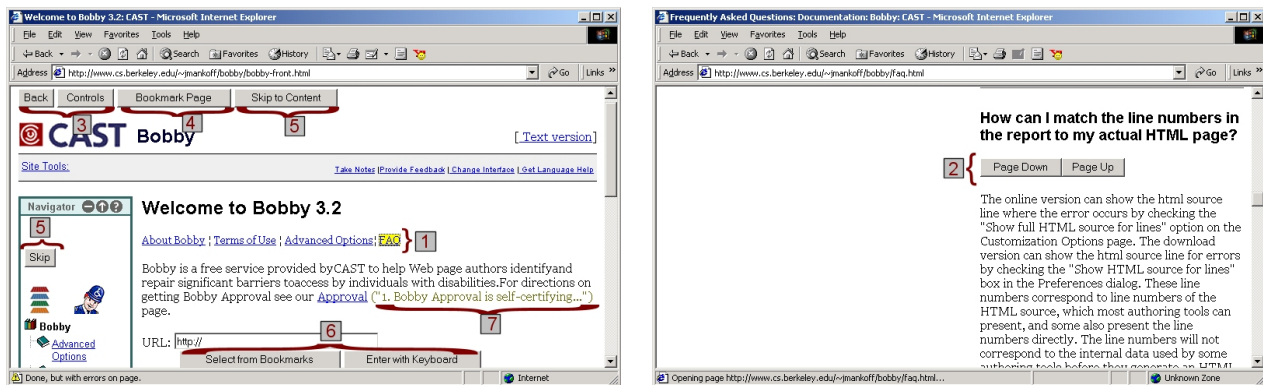 Welcome to Bobby 3.2: CAST - Microsoft Internet Explorer
File Edit View Favorites Tools Help
Back Search Favorites History
Address http://www.cs.berkeley.edu/~jmankoff/bobby/bobby-front.html Go Links »
Back Controls Bookmark Page Skip to Content
3 4 5
CAST Bobby [ Text version]
Site Tools: Take Notes |Provide Feedback | Change Interface | Get Language Help
Navigator
5
Skip
Bobby
Advanced
Options
Welcome to Bobby 3.2
About Bobby ¦ Terms of Use ¦ Advanced Options¦ FAQ 1
Bobby is a free service provided byCAST to help Web page authors identifyand
repair significant barriers toaccess by individuals with disabilities.For directions on
getting Bobby Approval see our Approval ("1. Bobby Approval is self-certifying...")
page.
7
6
URL: http://
Select from Bookmarks Enter with Keyboard
Done, but with errors on page. Internet
Frequently Asked Questions: Documentation: Bobby: CAST - Microsoft Internet Explorer
File Edit View Favorites Tools Help
Back Search Favorites History
Address http://www.cs.berkeley.edu/~jmankoff/bobby/faq.html Go Links »
How can I match the line numbers in
the report to my actual HTML page?
2 Page Down Page Up
The online version can show the html source
line where the error occurs by checking the
"Show full HTML source for lines" option on the
Customization Options page. The download
version can show the html source line for errors
by checking the "Show HTML source for lines"
box in the Preferences dialog. These line
numbers correspond to line numbers of the
HTML source, which most authoring tools can
present, and some also present the line
numbers directly. The line numbers will not
correspond to the internal data used by some
authoring tools before they generate an HTML
Opening page http://www.cs.berkeley.edu/~jmankoff/bobby/faq.html... Unknown Zone